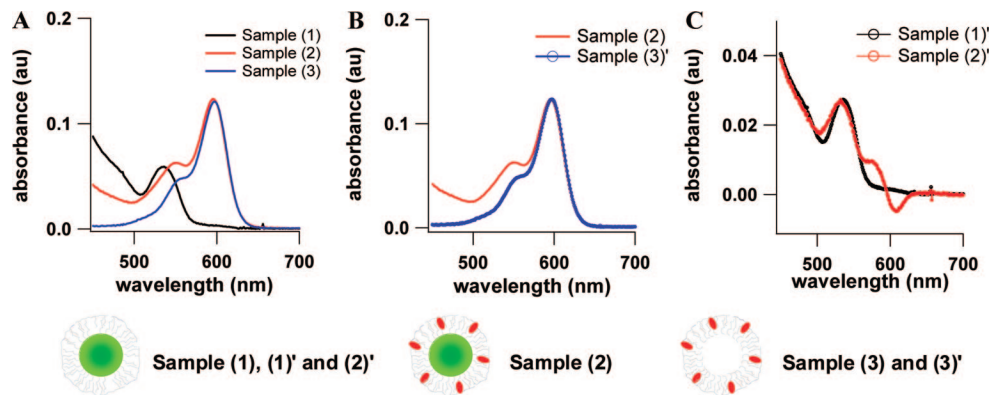 A
0.2
0.1
0.0
absorbance (au)
500
600
700
wavelength (nm)
Sample (1)
Sample (2)
Sample (3)
B
0.2
0.1
0.0
absorbance (au)
500
600
700
wavelength (nm)
Sample (2)
Sample (3)'
C
0.04
0.02
0.00
absorbance (au)
500
600
700
wavelength (nm)
Sample (1)'
Sample (2)'
Sample (1), (1)' and (2)'
Sample (2)
Sample (3) and (3)'